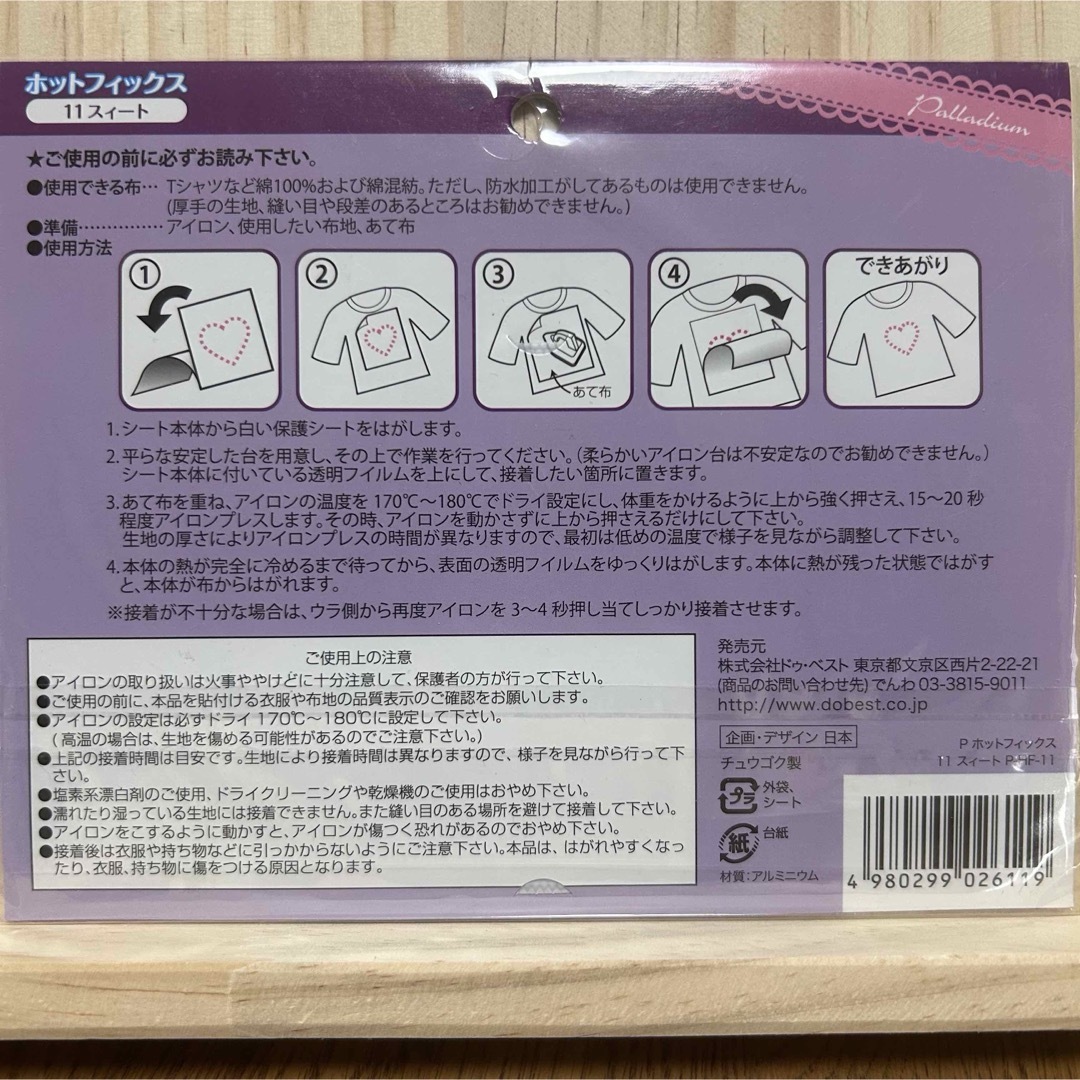 ホットフィックス
11 スィート
Palladium
★ご使用の前に必ずお読み下さい。
●使用できる布… Tシャツなど綿100%および綿混紡。ただし、防水加工がしてあるものは使用できません。
(厚手の生地、縫い目や段差のあるところはお勧めできません。)
●準備……………アイロン、使用したい布地、あて布
●使用方法
① ② ③ ④ できあがり
あて布
1.シート本体から白い保護シートをはがします。
2.平らな安定した台を用意し、その上で作業を行ってください。(柔らかいアイロン台は不安定なのでお勧めできません。)
シート本体に付いている透明フイルムを上にして、接着したい箇所に置きます。
3.あて布を重ね、アイロンの温度を 170℃～180℃でドライ設定にし、体重をかけるように上から強く押さえ、15～20 秒
程度アイロンプレスします。その時、アイロンを動かさずに上から押さえるだけにして下さい。
生地の厚さによりアイロンプレスの時間が異なりますので、最初は低めの温度で様子を見ながら調整して下さい。
4.本体の熱が完全に冷めるまで待ってから、表面の透明フイルムをゆっくりはがします。本体に熱が残った状態ではがす
と、本体が布からはがれます。
※接着が不十分な場合は、ウラ側から再度アイロンを 3～4 秒押し当てしっかり接着させます。
ご使用上の注意
●アイロンの取り扱いは火事ややけどに十分注意して、保護者の方が行って下さい。
●ご使用の前に、本品を貼付ける衣服や布地の品質表示のご確認をお願いします。
●アイロンの設定は必ずドライ 170℃～180℃に設定して下さい。
(高温の場合は、生地を傷める可能性があるのでご注意下さい。)
●上記の接着時間は目安です。生地により接着時間は異なりますので、様子を見ながら行って下
さい。
●塩素系漂白剤のご使用、ドライクリーニングや乾燥機のご使用はおやめ下さい。
●濡れたり湿っている生地には接着できません。また縫い目のある場所を避けて接着して下さい。
●アイロンをこするように動かすと、アイロンが傷つく恐れがあるのでおやめ下さい。
●接着後は衣服や持ち物などに引っかからないようにご注意下さい。本品は、はがれやすくなっ
たり、衣服、持ち物に傷をつける原因となります。
発売元
株式会社ドゥ・ベスト 東京都文京区西片2-22-21
(商品のお問い合わせ先) でんわ 03-3815-9011
http://www.dobest.co.jp
企画・デザイン 日本
チュウゴク製
P ホットフィックス
11 スィート P-HF-11
プラ
外袋、
シート
紙
台紙
材質：アルミニウム
4 980299 026119